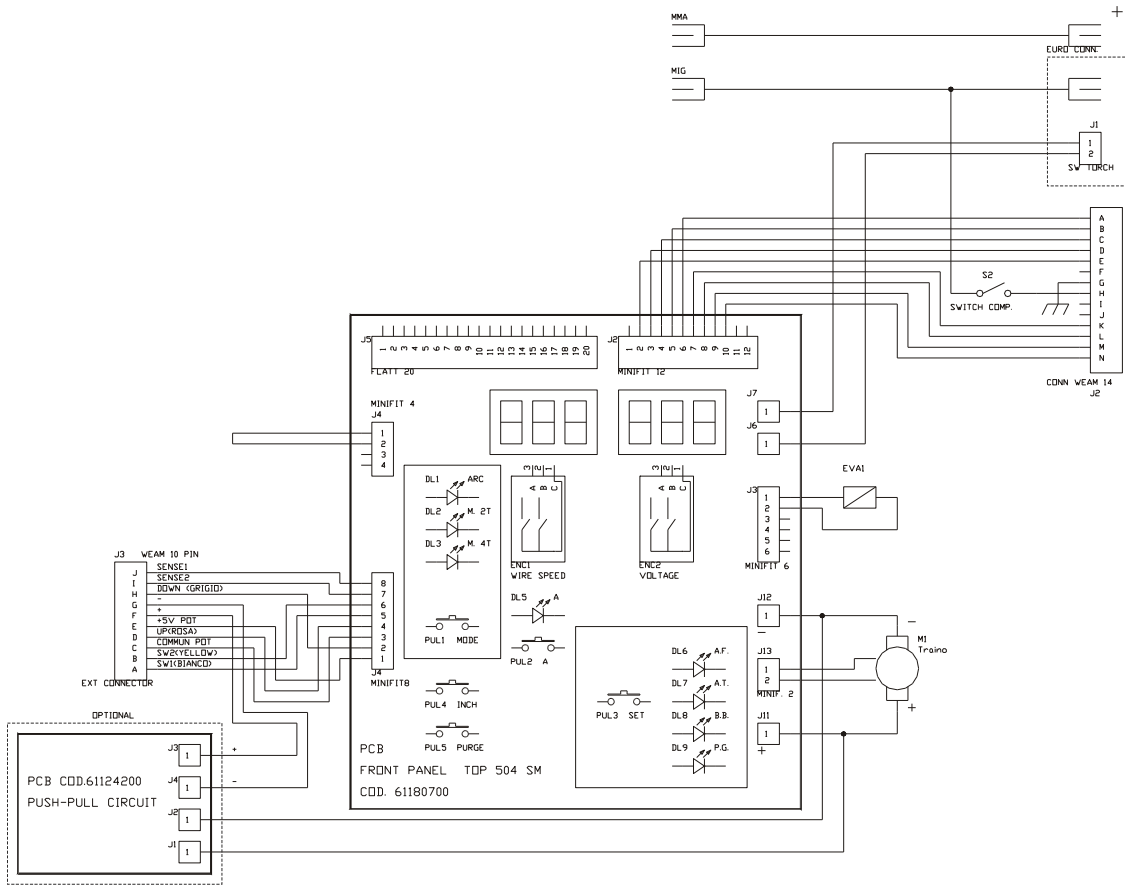 +
MMA
EURO CONN.
MIG
J1
1
2
SW TORCH
A
B
C
D
E
F
G
H
I
J
K
L
M
N
S2
SWITCH COMP.
CONN WEAM 14
J2
J5
1 2 3 4 5 6 7 8 9 10 11 12 13 14 15 16 17 18 19 20
FLATT 20
J2
1 2 3 4 5 6 7 8 9 10 11 12
MINIFIT 12
MINIFIT 4
J4
1
2
3
4
J7
1
J6
1
3 2 1
A B C
ENC1
WIRE SPEED
3 2 1
A B C
ENC2
VOLTAGE
EVA1
J3
1
2
3
4
5
6
MINIFIT 6
DL1 ARC
DL2 M. 2T
DL3 M. 4T
PUL1 MODE
DL5 A
PUL2 A
J3 WEAM 10 PIN
J SENSE1
I SENSE2
H DOWN (GRIGIO)
G -
F +
E +5V POT
D UP(ROSA)
C COMMUN POT
B SW2(YELLOW)
A SW1(BIANCO)
EXT CONNECTOR
8
7
6
5
4
3
2
1
J4
MINIFIT8
J12
1
-
J13
1
2
MINIF. 2
J11
1
+
-
M1
Traino
+
DL6 A.F.
DL7 A.T.
DL8 B.B.
DL9 P.G.
PUL3 SET
PUL4 INCH
PUL5 PURGE
PCB
FRONT PANEL TOP 504 SM
COD. 61180700
OPTIONAL
PCB COD.61124200
PUSH-PULL CIRCUIT
J3 1 +
J4 1 -
J2 1
J1 1